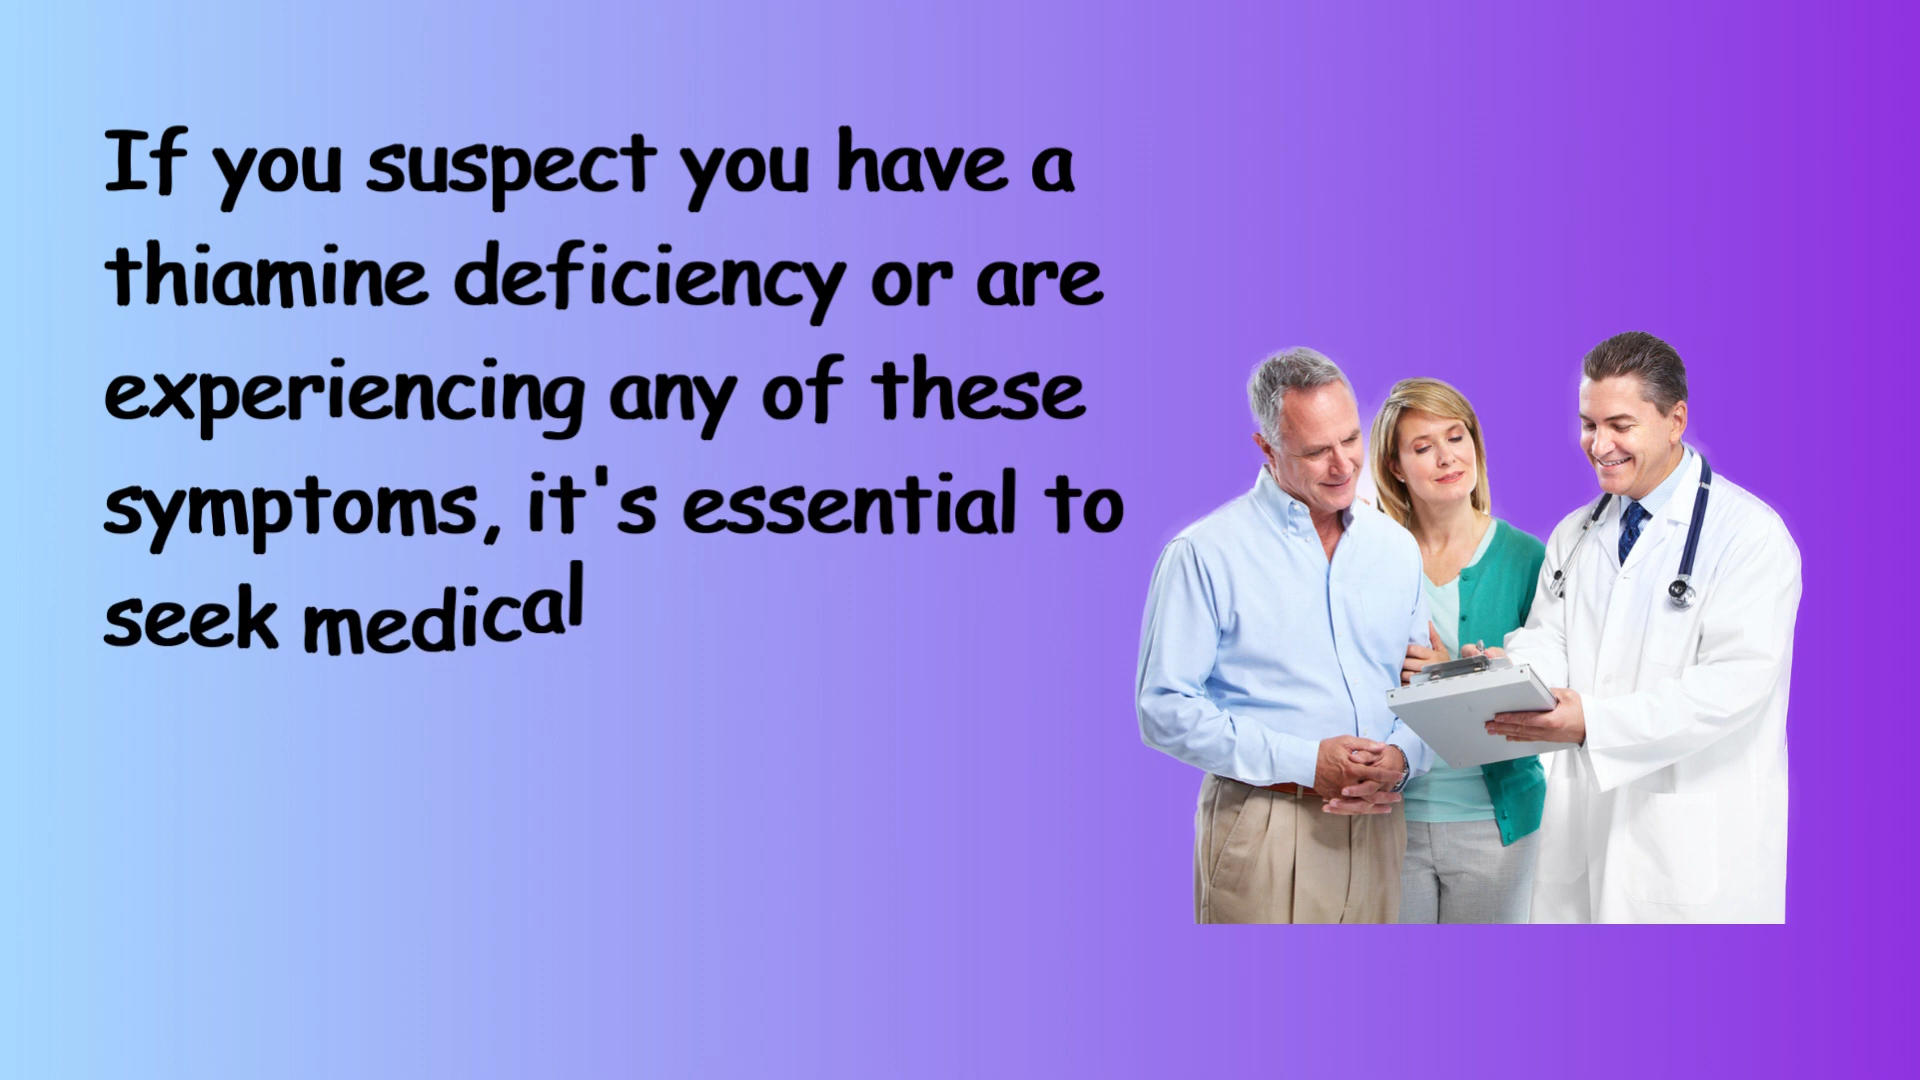 If you suspect you have a
thiamine deficiency or are
experiencing any of these
symptoms, it's essential to
seek medical